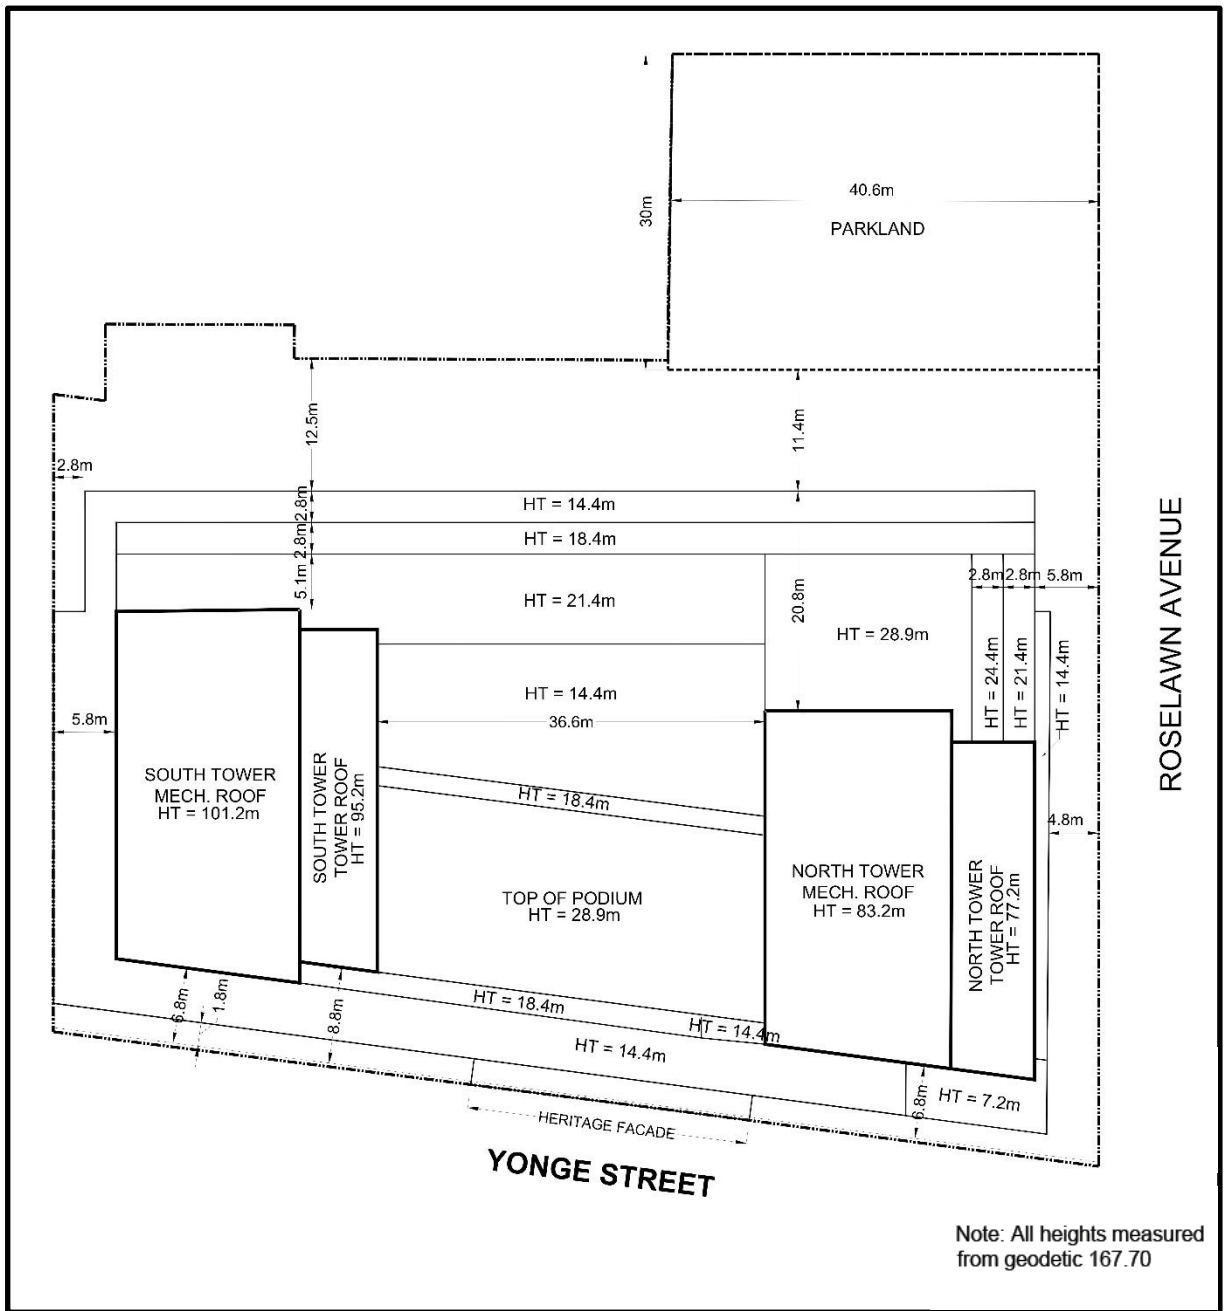 40.6m
PARKLAND
30m
12.5m
11.4m
2.8m
2.8m
HT = 14.4m
2.8m
HT = 18.4m
5.1m
HT = 21.4m
20.8m
2.8m
2.8m
5.8m
HT = 28.9m
HT = 24.4m
HT = 21.4m
HT = 14.4m
ROSELAWN AVENUE
HT = 14.4m
36.6m
5.8m
SOUTH TOWER
MECH. ROOF
HT = 101.2m
SOUTH TOWER
TOWER ROOF
HT = 95.2m
HT = 18.4m
4.8m
TOP OF PODIUM
HT = 28.9m
NORTH TOWER
MECH. ROOF
HT = 83.2m
NORTH TOWER
TOWER ROOF
HT = 77.2m
6.8m
1.8m
8.8m
HT = 18.4m
HT = 14.4m
HT = 14.4m
6.8m
HT = 7.2m
HERITAGE FACADE
YONGE STREET
Note: All heights measured
from geodetic 167.70